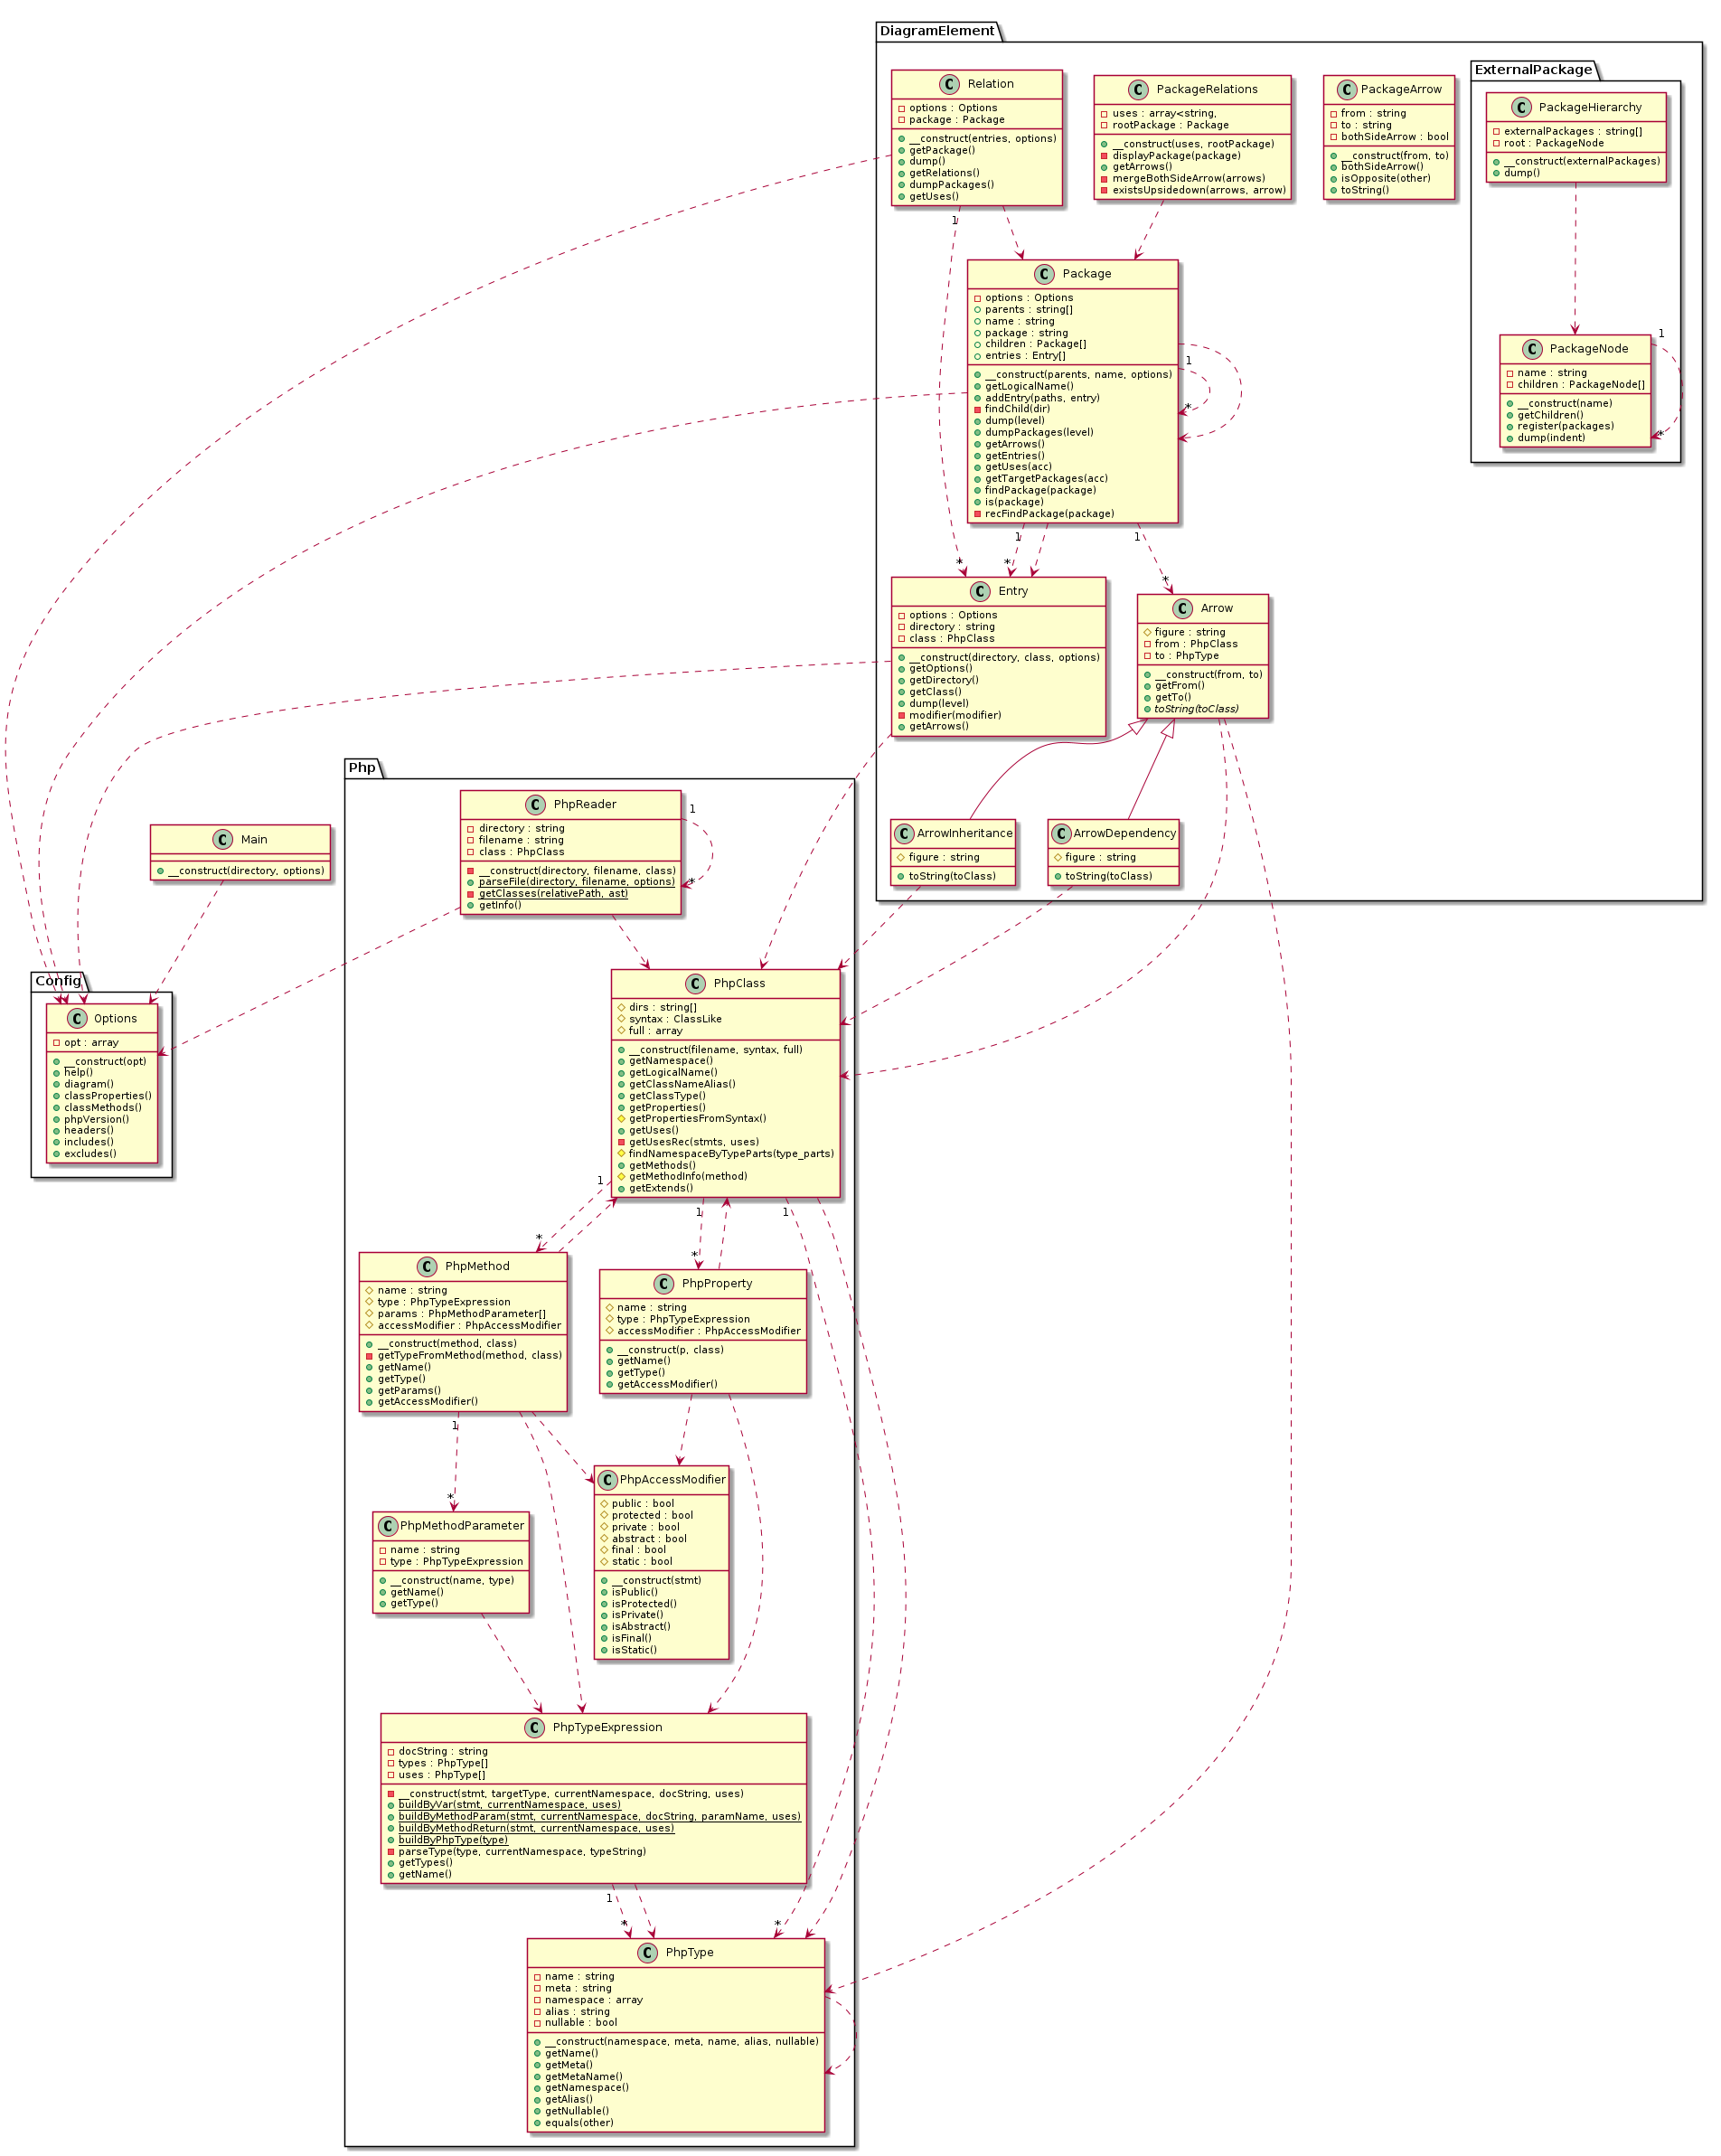 DiagramElement
ExternalPackage
C Relation
options : Options
package : Package
__construct(entries, options)
getPackage()
dump()
getRelations()
dumpPackages()
getUses()
C PackageRelations
uses : array<string,
rootPackage : Package
__construct(uses, rootPackage)
displayPackage(package)
getArrows()
mergeBothSideArrow(arrows)
existsUpsidedown(arrows, arrow)
C PackageArrow
from : string
to : string
bothSideArrow : bool
__construct(from, to)
bothSideArrow()
isOpposite(other)
toString()
C PackageHierarchy
externalPackages : string[]
root : PackageNode
__construct(externalPackages)
dump()
1
C Package
options : Options
parents : string[]
name : string
package : string
children : Package[]
entries : Entry[]
__construct(parents, name, options)
getLogicalName()
addEntry(paths, entry)
findChild(dir)
dump(level)
dumpPackages(level)
getArrows()
getEntries()
getUses(acc)
getTargetPackages(acc)
findPackage(package)
is(package)
recFindPackage(package)
1
*
C PackageNode
name : string
children : PackageNode[]
__construct(name)
getChildren()
register(packages)
dump(indent)
1
*
1
1
*
*
*
C Entry
options : Options
directory : string
class : PhpClass
__construct(directory, class, options)
getOptions()
getDirectory()
getClass()
dump(level)
modifier(modifier)
getArrows()
C Arrow
figure : string
from : PhpClass
to : PhpType
__construct(from, to)
getFrom()
getTo()
toString(toClass)
Php
C PhpReader
directory : string
filename : string
class : PhpClass
__construct(directory, filename, class)
parseFile(directory, filename, options)
getClasses(relativePath, ast)
getInfo()
1
*
C ArrowInheritance
figure : string
toString(toClass)
C ArrowDependency
figure : string
toString(toClass)
C Main
__construct(directory, options)
Config
C Options
opt : array
__construct(opt)
help()
diagram()
classProperties()
classMethods()
phpVersion()
headers()
includes()
excludes()
C PhpClass
dirs : string[]
syntax : ClassLike
full : array
__construct(filename, syntax, full)
getNamespace()
getLogicalName()
getClassNameAlias()
getClassType()
getProperties()
getPropertiesFromSyntax()
getUses()
getUsesRec(stmts, uses)
findNamespaceByTypeParts(type_parts)
getMethods()
getMethodInfo(method)
getExtends()
1
1
1
*
*
C PhpMethod
name : string
type : PhpTypeExpression
params : PhpMethodParameter[]
accessModifier : PhpAccessModifier
__construct(method, class)
getTypeFromMethod(method, class)
getName()
getType()
getParams()
getAccessModifier()
C PhpProperty
name : string
type : PhpTypeExpression
accessModifier : PhpAccessModifier
__construct(p, class)
getName()
getType()
getAccessModifier()
1
*
C PhpMethodParameter
name : string
type : PhpTypeExpression
__construct(name, type)
getName()
getType()
C PhpAccessModifier
public : bool
protected : bool
private : bool
abstract : bool
final : bool
static : bool
__construct(stmt)
isPublic()
isProtected()
isPrivate()
isAbstract()
isFinal()
isStatic()
C PhpTypeExpression
docString : string
types : PhpType[]
uses : PhpType[]
__construct(stmt, targetType, currentNamespace, docString, uses)
buildByVar(stmt, currentNamespace, uses)
buildByMethodParam(stmt, currentNamespace, docString, paramName, uses)
buildByMethodReturn(stmt, currentNamespace, uses)
buildByPhpType(type)
parseType(type, currentNamespace, typeString)
getTypes()
getName()
1
*
*
C PhpType
name : string
meta : string
namespace : array
alias : string
nullable : bool
__construct(namespace, meta, name, alias, nullable)
getName()
getMeta()
getMetaName()
getNamespace()
getAlias()
getNullable()
equals(other)